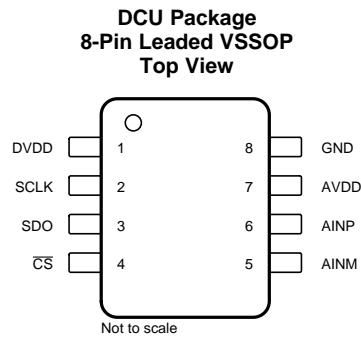 DCU Package
8-Pin Leaded VSSOP
Top View
DVDD 1 8 GND
SCLK 2 7 AVDD
SDO 3 6 AINP
C̅S̅ 4 5 AINM
Not to scale